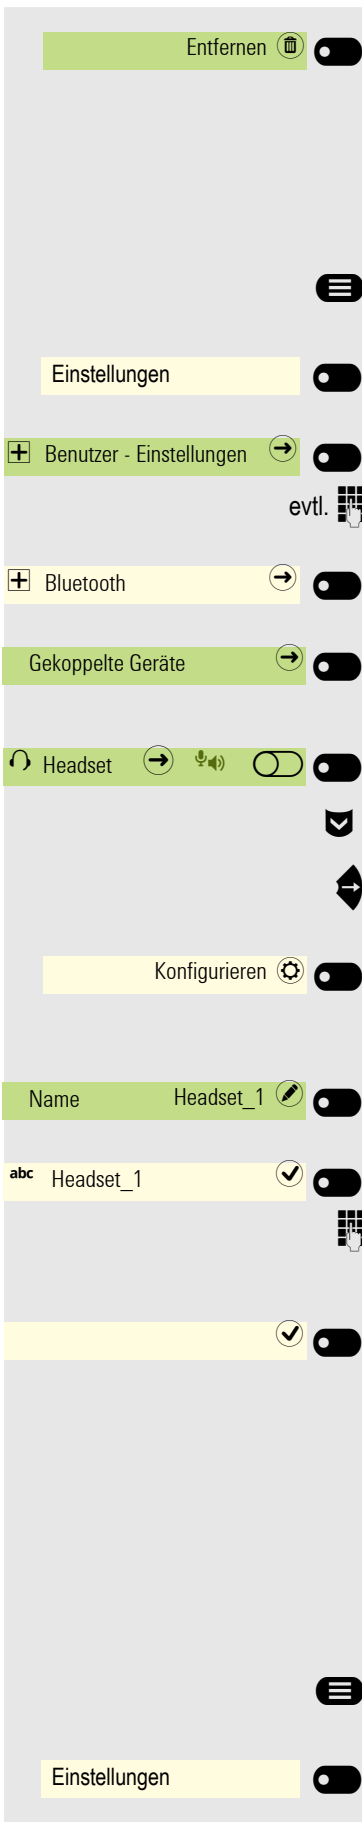 Entfernen
Einstellungen
Benutzer - Einstellungen
evtl.
Bluetooth
Gekoppelte Geräte
Headset
Konfigurieren
Name Headset_1
abc Headset_1
Einstellungen